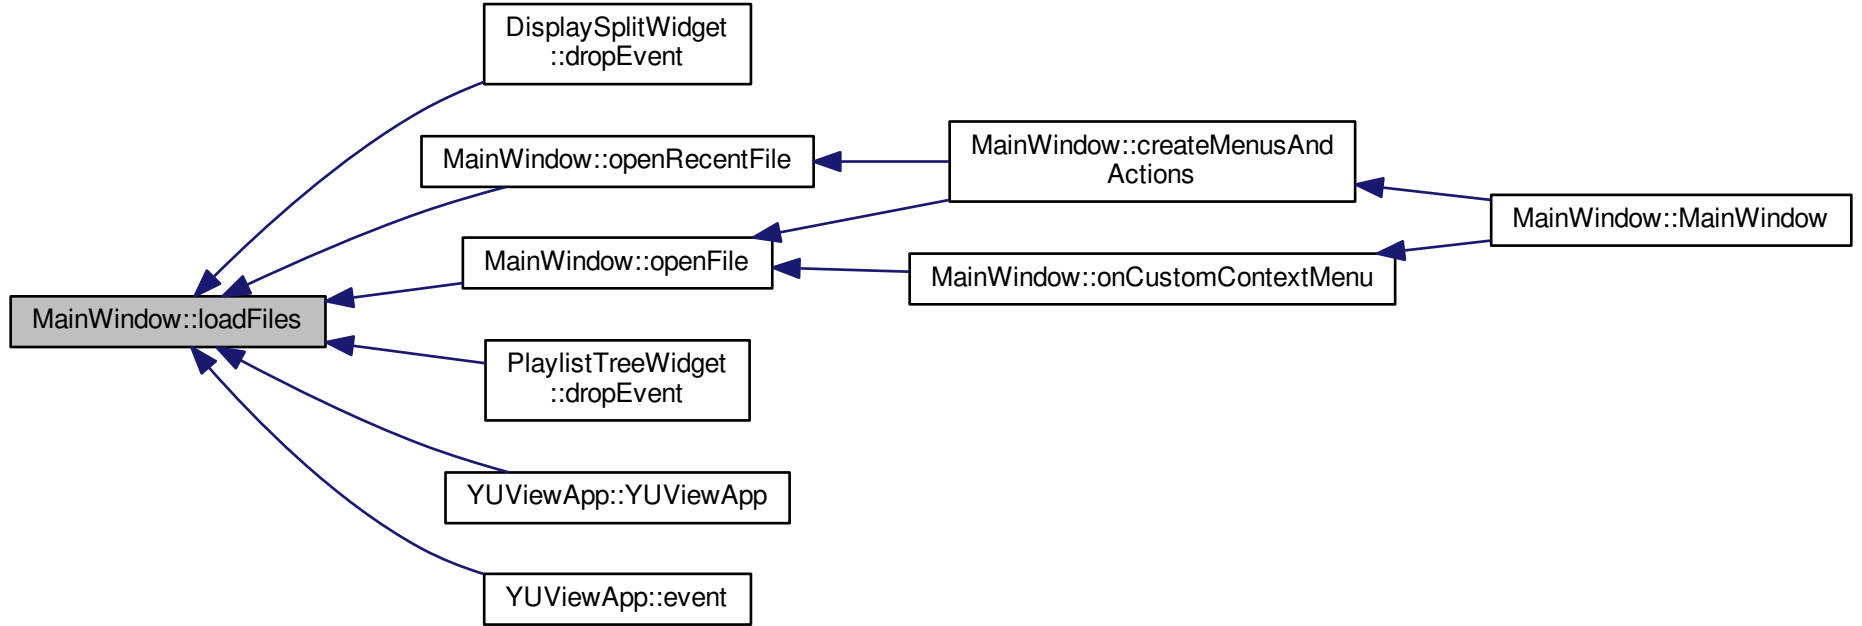 DisplaySplitWidget
::dropEvent
MainWindow::openRecentFile
MainWindow::createMenusAnd
Actions
MainWindow::MainWindow
MainWindow::openFile
MainWindow::onCustomContextMenu
MainWindow::loadFiles
PlaylistTreeWidget
::dropEvent
YUViewApp::YUViewApp
YUViewApp::event